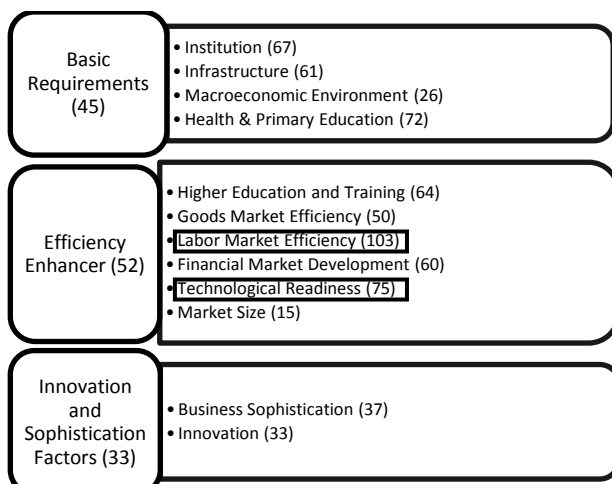 Basic
Requirements
(45)
• Institution (67)
• Infrastructure (61)
• Macroeconomic Environment (26)
• Health & Primary Education (72)
Efficiency
Enhancer (52)
• Higher Education and Training (64)
• Goods Market Efficiency (50)
• Labor Market Efficiency (103)
• Financial Market Development (60)
• Technological Readiness (75)
• Market Size (15)
Innovation
and
Sophistication
Factors (33)
• Business Sophistication (37)
• Innovation (33)